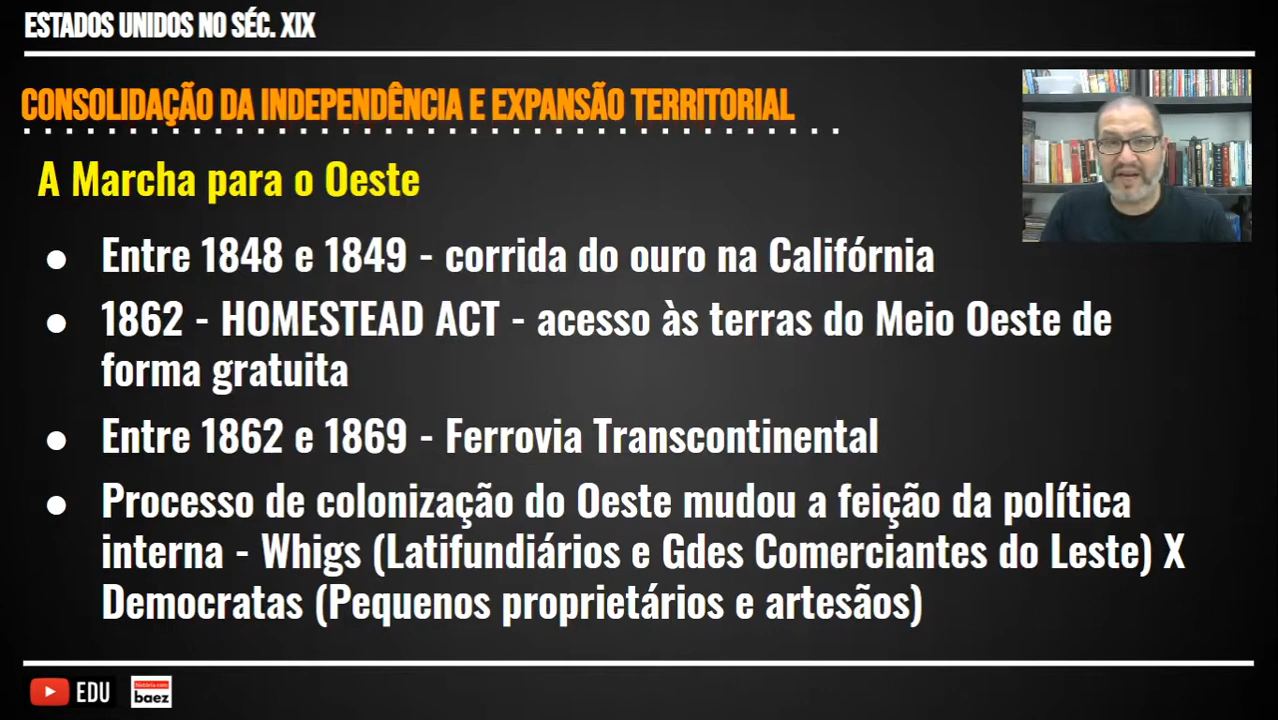 ESTADOS UNIDOS NO SÉC. XIX
CONSOLIDAÇÃO DA INDEPENDÊNCIA E EXPANSÃO TERRITORIAL
A Marcha para o Oeste
● Entre 1848 e 1849 - corrida do ouro na Califórnia
● 1862 - HOMESTEAD ACT - acesso às terras do Meio Oeste de
forma gratuita
● Entre 1862 e 1869 - Ferrovia Transcontinental
● Processo de colonização do Oeste mudou a feição da política
interna - Whigs (Latifundiários e Gdes Comerciantes do Leste) X
Democratas (Pequenos proprietários e artesãos)
EDU
história com
baez